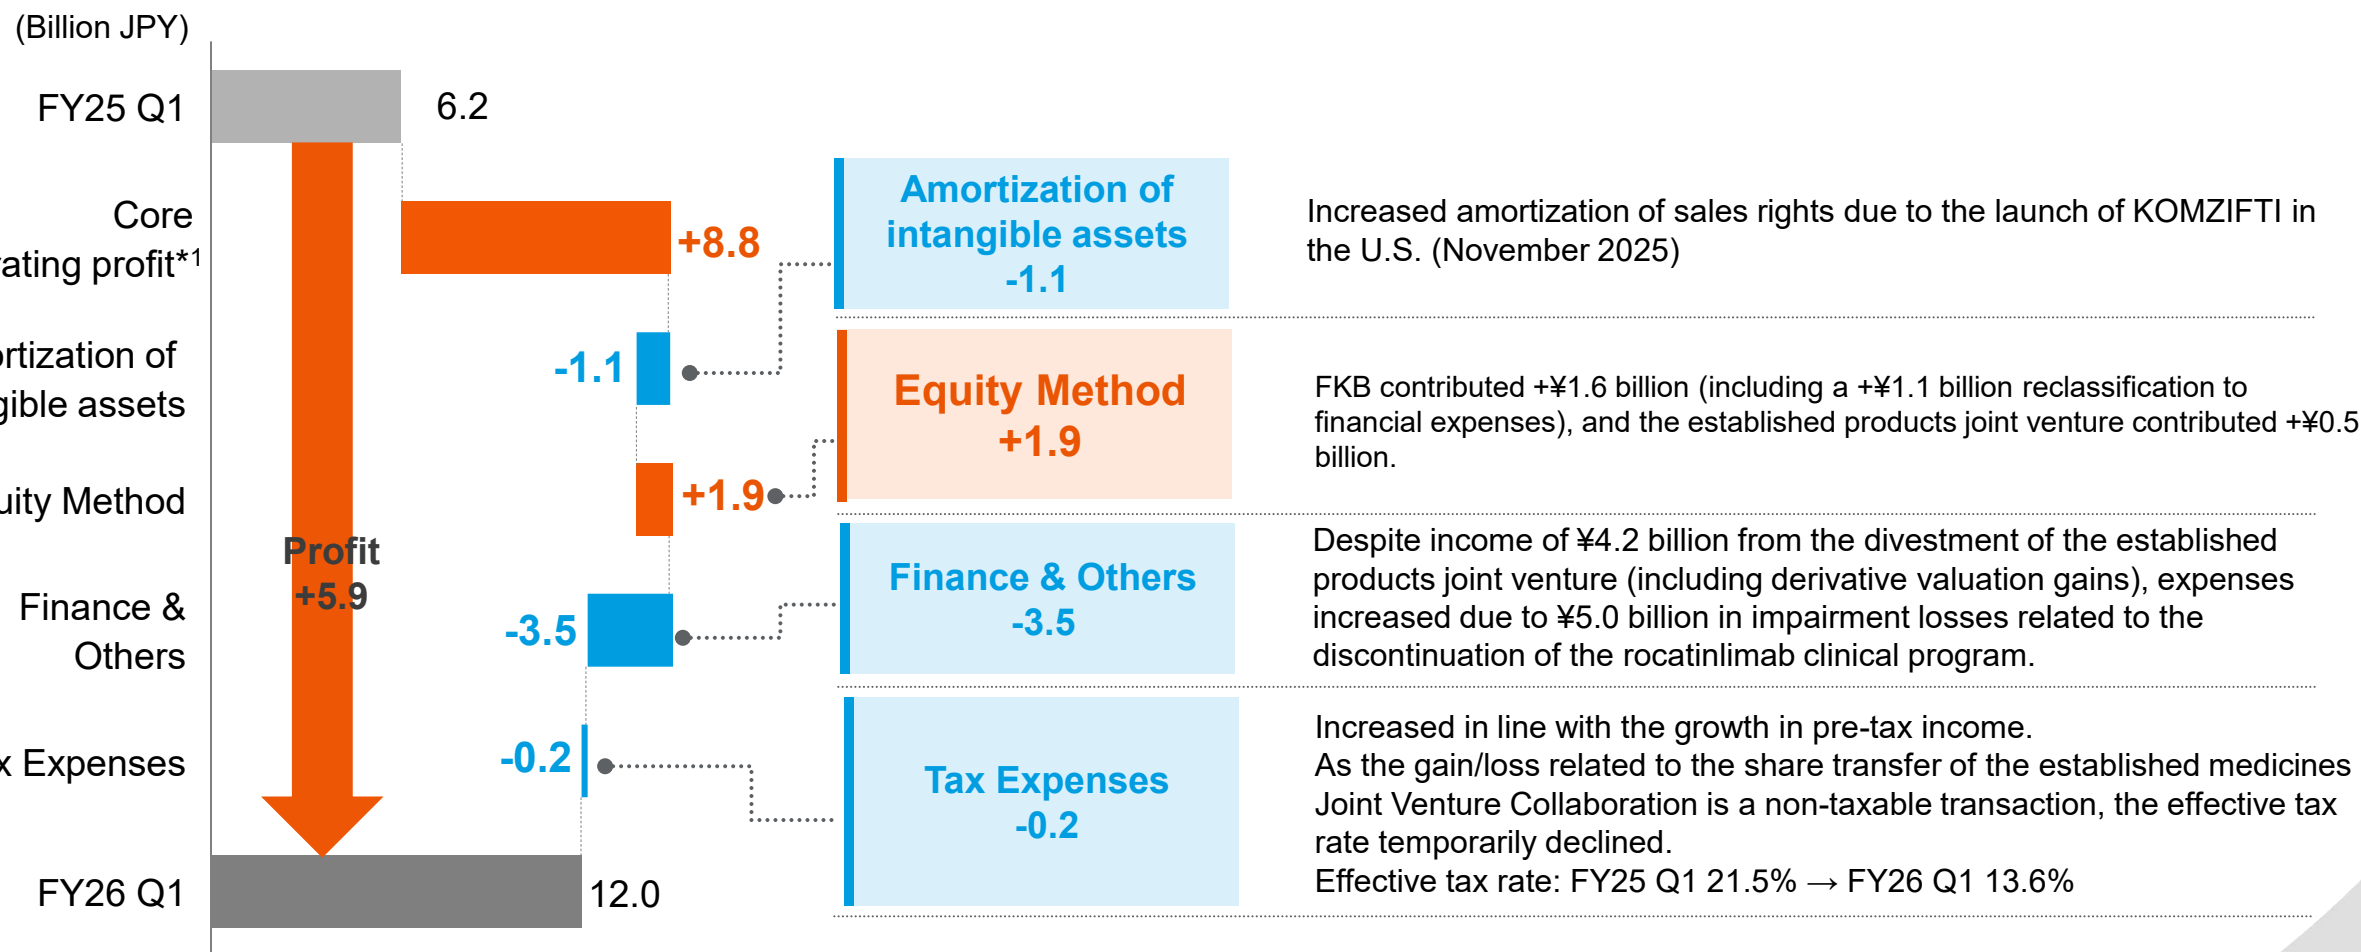 (Billion JPY)
FY25 Q1
6.2
Core
rating profit*1
+8.8
ortization of
gible assets
-1.1
uity Method
+1.9
Profit
+5.9
Finance &
Others
-3.5
x Expenses
-0.2
FY26 Q1
12.0
Amortization of
intangible assets
-1.1
Increased amortization of sales rights due to the launch of KOMZIFTI in
the U.S. (November 2025)
Equity Method
+1.9
FKB contributed +¥1.6 billion (including a +¥1.1 billion reclassification to
financial expenses), and the established products joint venture contributed +¥0.5
billion.
Finance & Others
-3.5
Despite income of ¥4.2 billion from the divestment of the established
products joint venture (including derivative valuation gains), expenses
increased due to ¥5.0 billion in impairment losses related to the
discontinuation of the rocatinlimab clinical program.
Tax Expenses
-0.2
Increased in line with the growth in pre-tax income.
As the gain/loss related to the share transfer of the established medicines
Joint Venture Collaboration is a non-taxable transaction, the effective tax
rate temporarily declined.
Effective tax rate: FY25 Q1 21.5% → FY26 Q1 13.6%